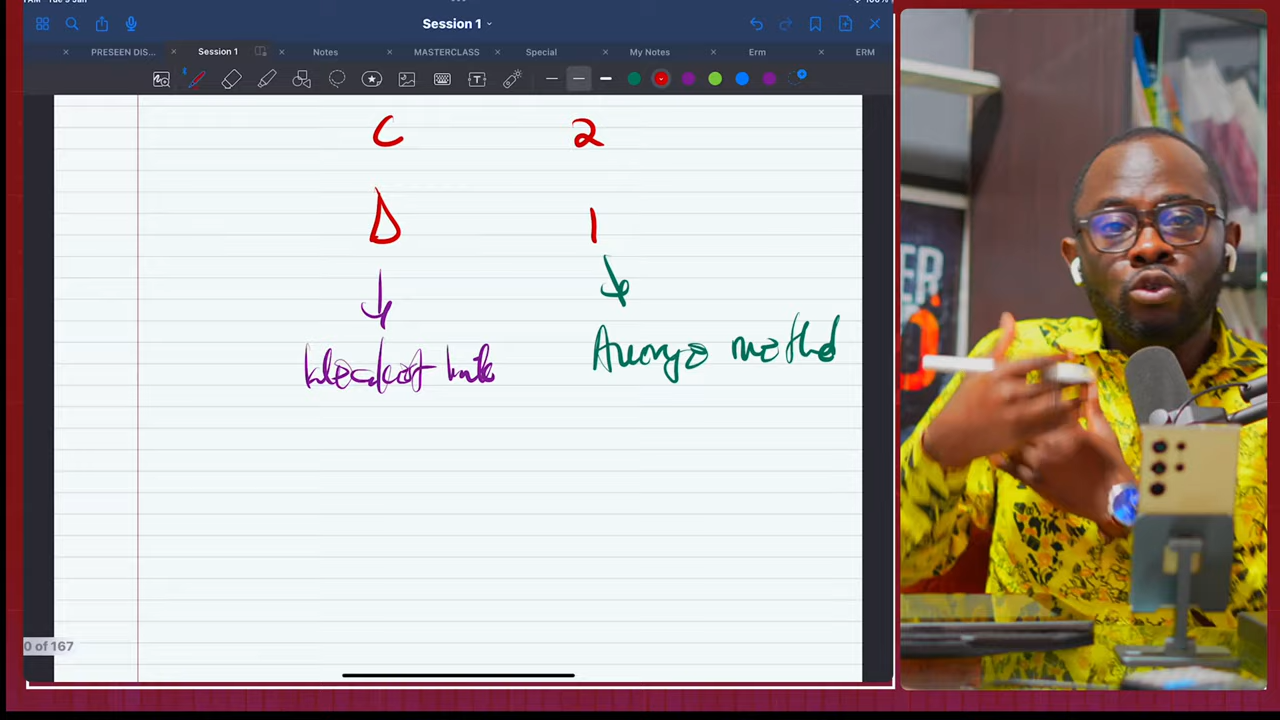 Session 1
PRESEEN DIS...
Session 1
Notes
MASTERCLASS
Special
My Notes
Erm
ERM
C 2
D 1
method
0 of 167